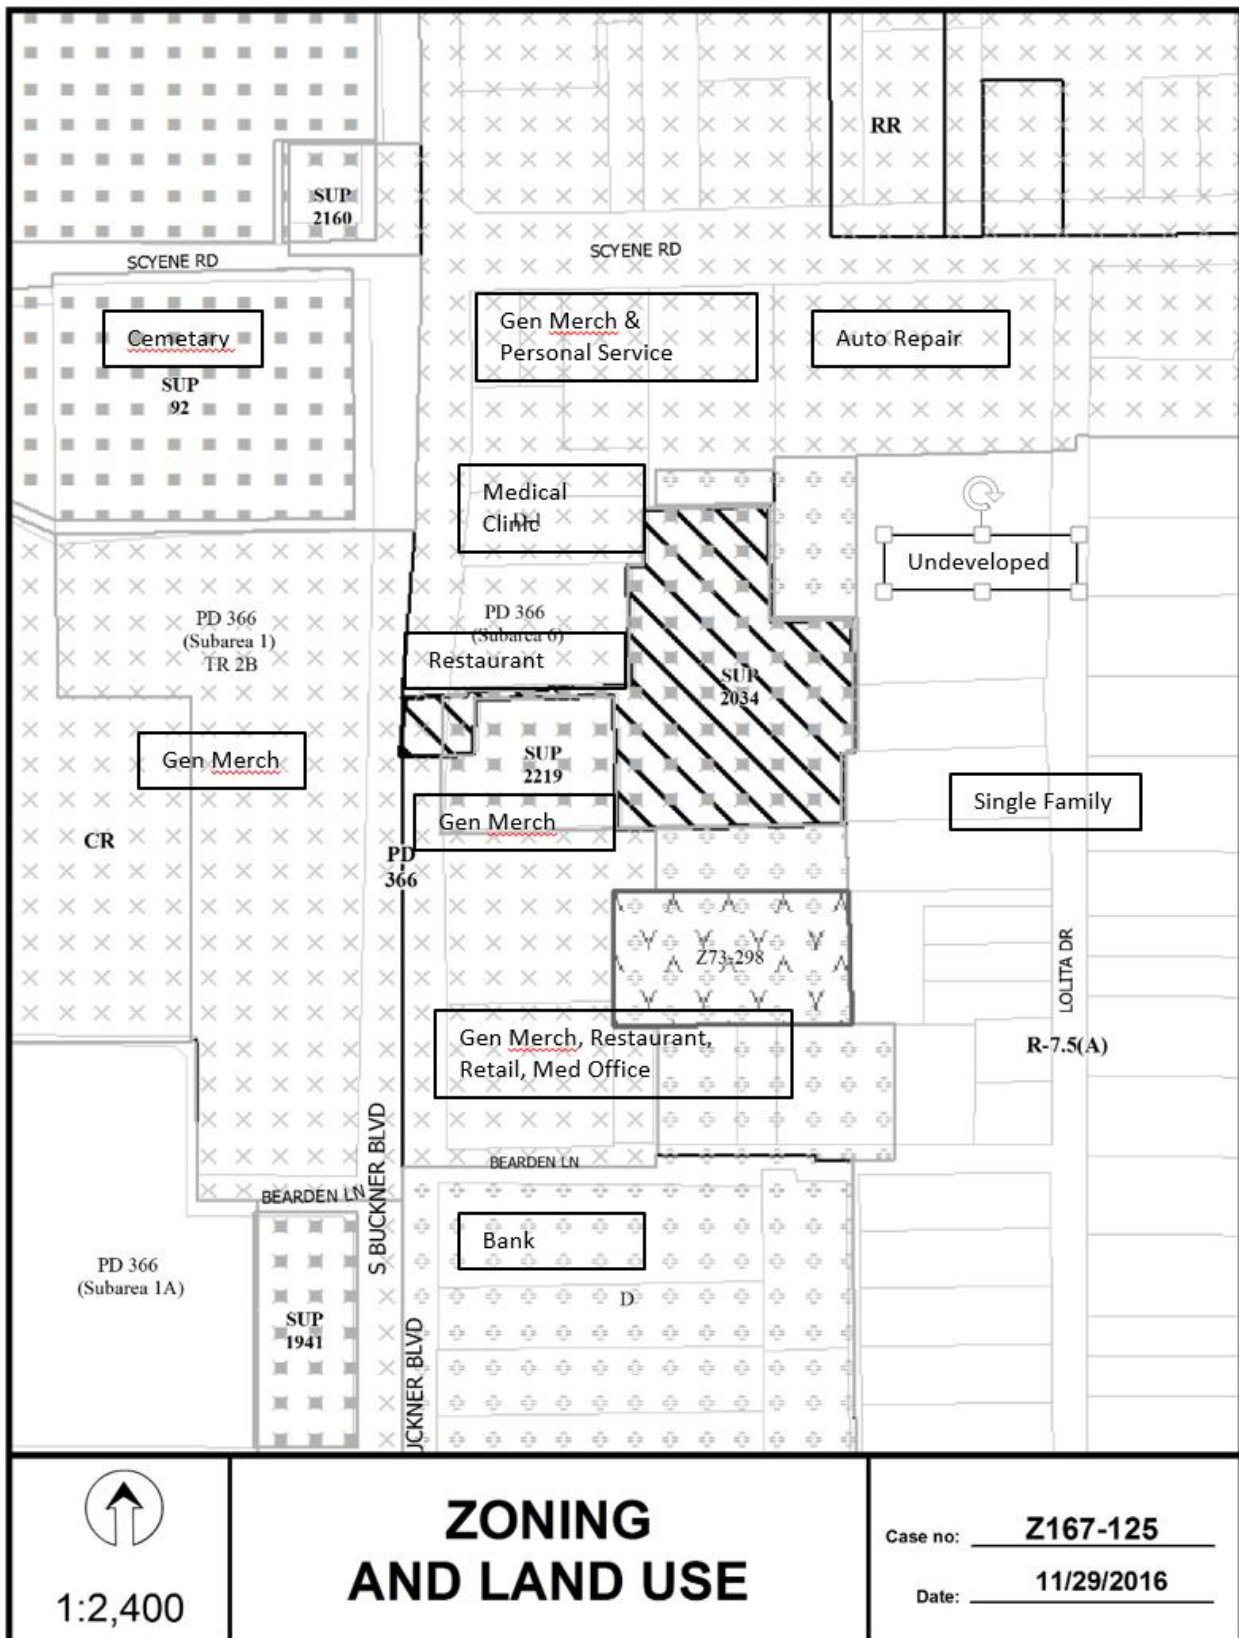 RR
SUP
2160
SCYENE RD
SCYENE RD
Cemetary
Gen Merch &
Personal Service
Auto Repair
SUP
92
Medical
Clinic
Undeveloped
PD 366
(Subarea 1)
TR 2B
PD 366
(Subarea 6)
Restaurant
SUP
2034
Gen Merch
SUP
2219
Single Family
Gen Merch
CR
PD
366
Z73-298
LOLITA DR
Gen Merch, Restaurant,
Retail, Med Office
R-7.5(A)
S BUCKNER BLVD
BEARDEN LN
BEARDEN LN
Bank
PD 366
(Subarea 1A)
D
SUP
1941
UCKNER BLVD
1:2,400
ZONING
AND LAND USE
Case no: Z167-125
Date: 11/29/2016